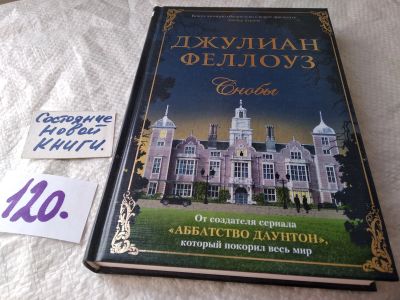 ДЖУЛИАН
ФЕЛЛОУЗ
Снобы
Состояние
новой
книги.
120.
От создателя сериала
«АББАТСТВО ДАУНТОН»,
который покорил весь мир